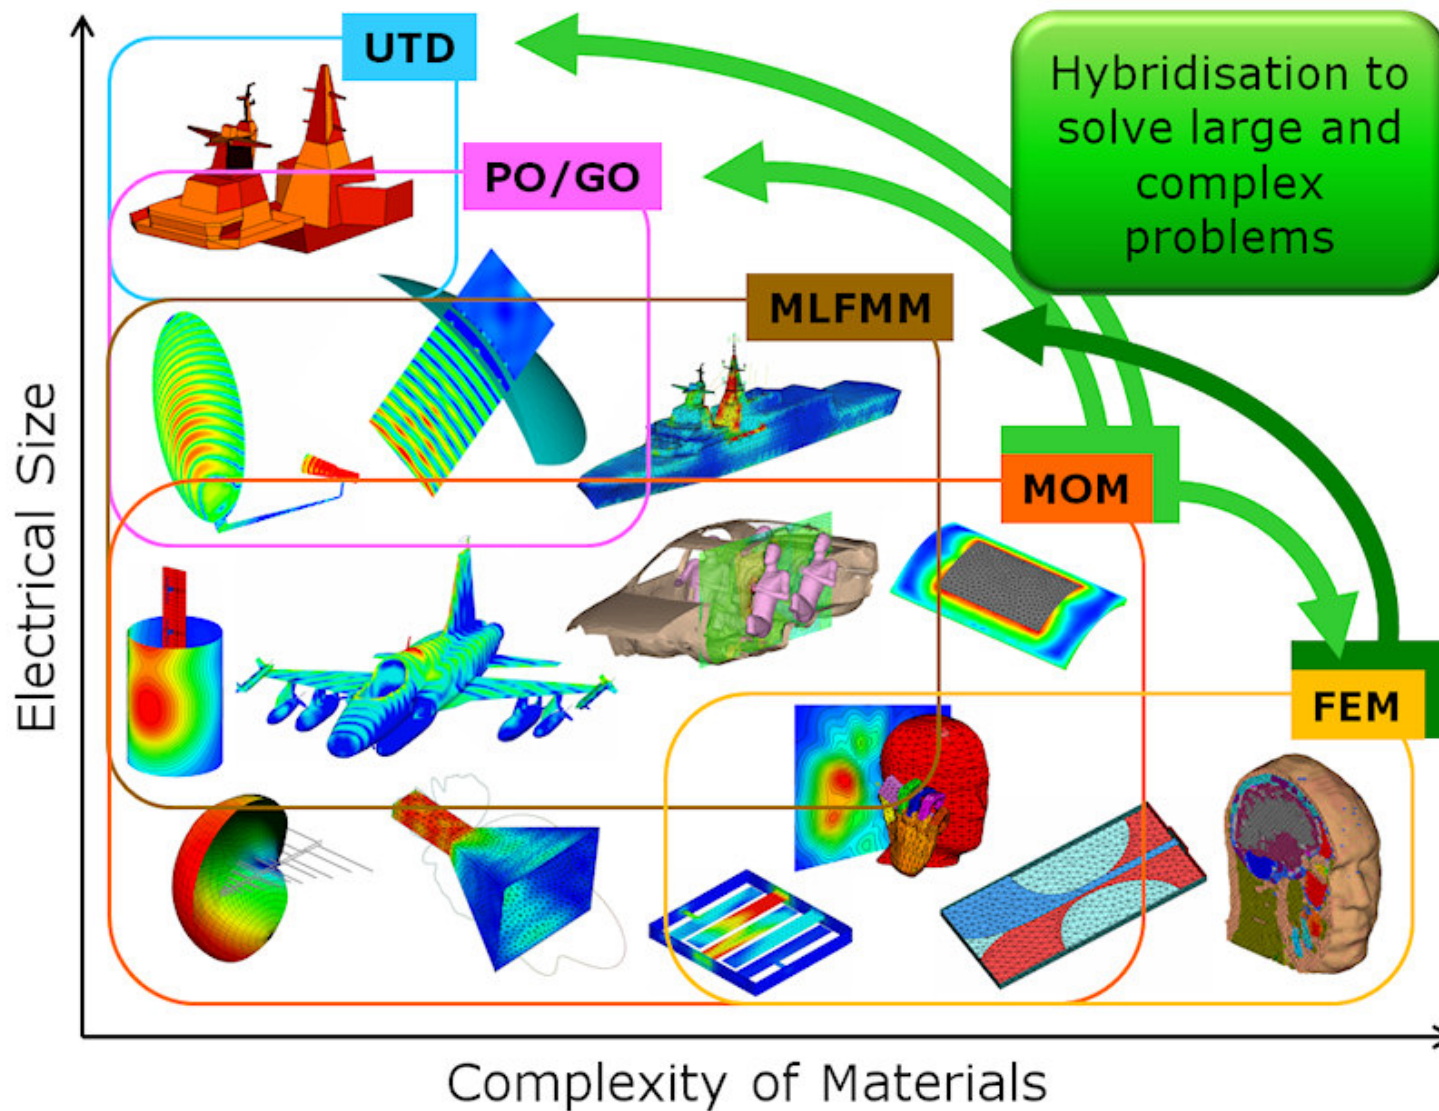 UTD
Hybridisation to
solve large and
complex
problems
PO/GO
MLFMM
MOM
FEM
Electrical Size
Complexity of Materials